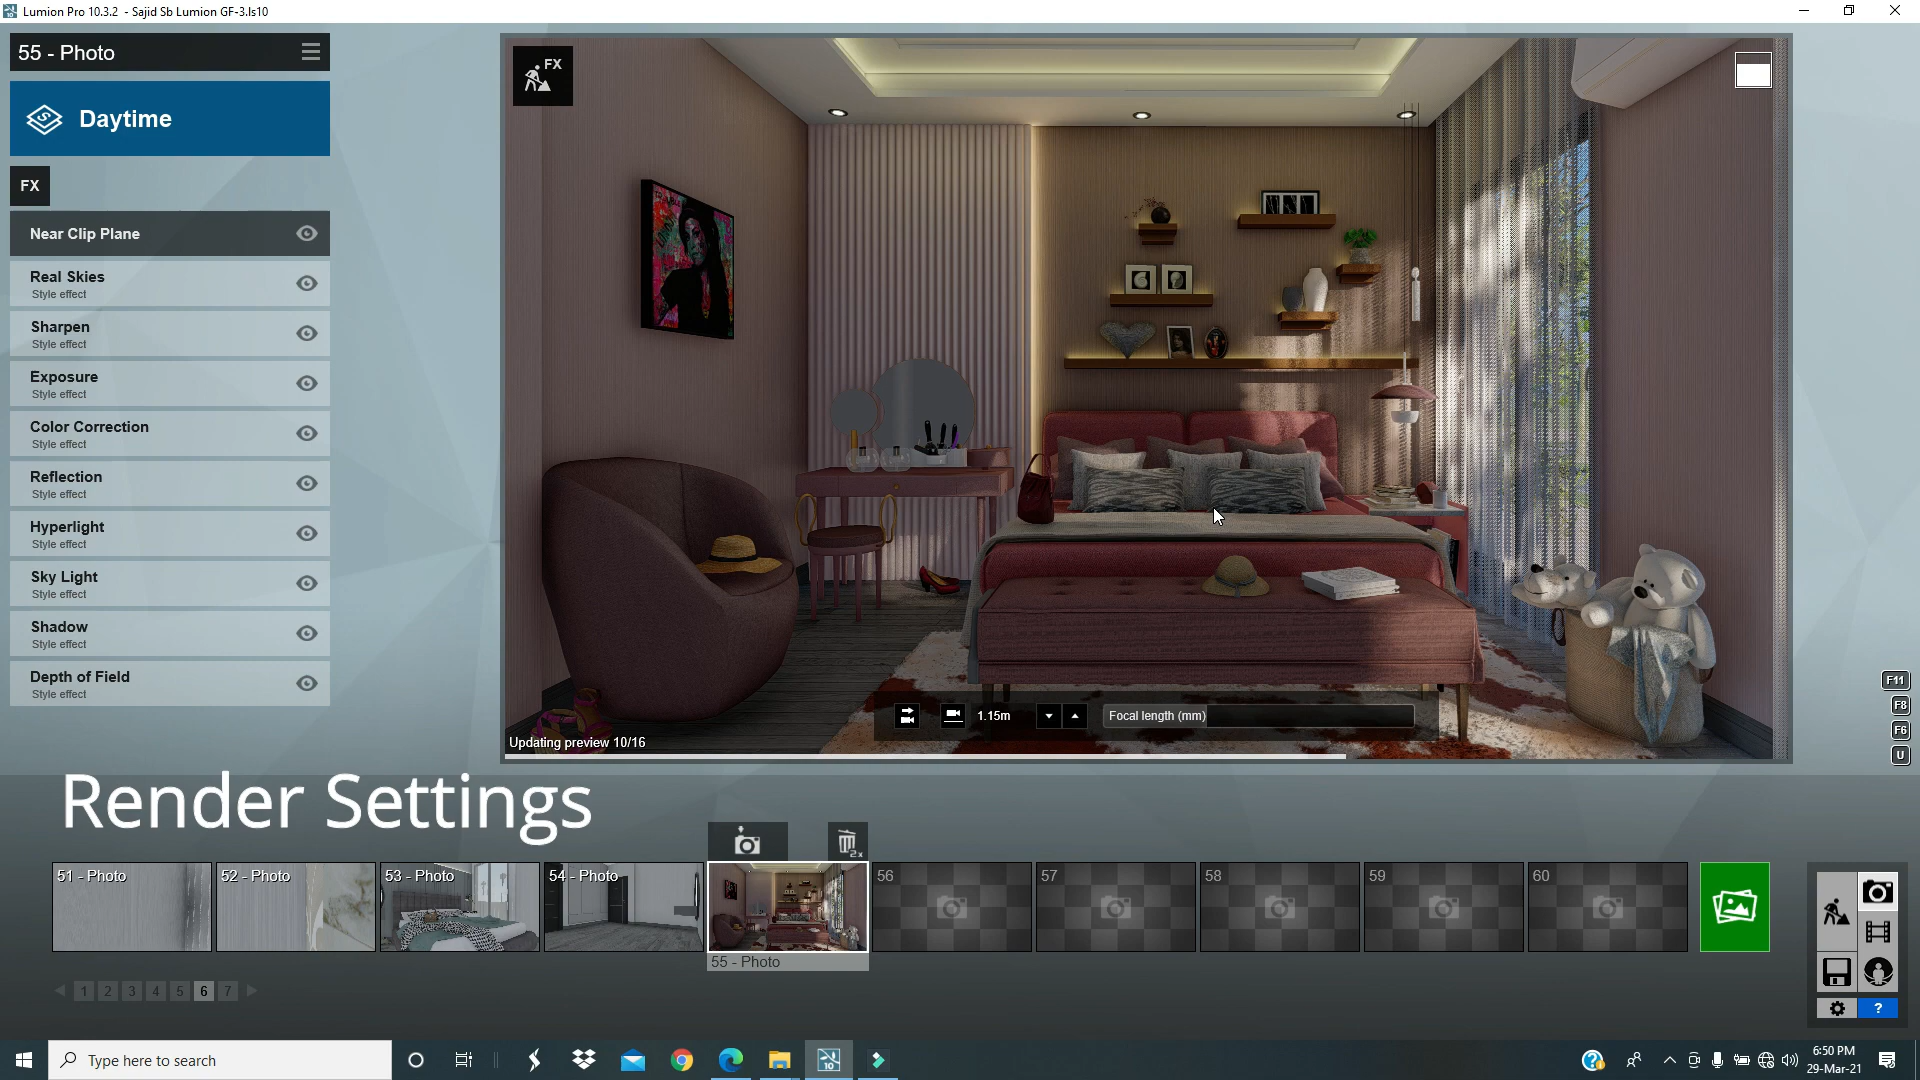 Lumion Pro 10.3.2 - Sajid Sb Lumion GF-3.ls10
55 - Photo
Daytime
FX
FX
Near Clip Plane
Real Skies
Style effect
Sharpen
Style effect
Exposure
Style effect
Color Correction
Style effect
Reflection
Style effect
Hyperlight
Style effect
Sky Light
Style effect
Shadow
Style effect
Depth of Field
Style effect
1.15m
Focal length (mm)
Updating preview 10/16
F11
F8
F6
U
Render Settings
2x
51 - Photo
52 - Photo
53 - Photo
54 - Photo
56
57
58
59
60
55 - Photo
1 2 3 4 5 6 7
?
Type here to search
10
6:50 PM
29-Mar-21